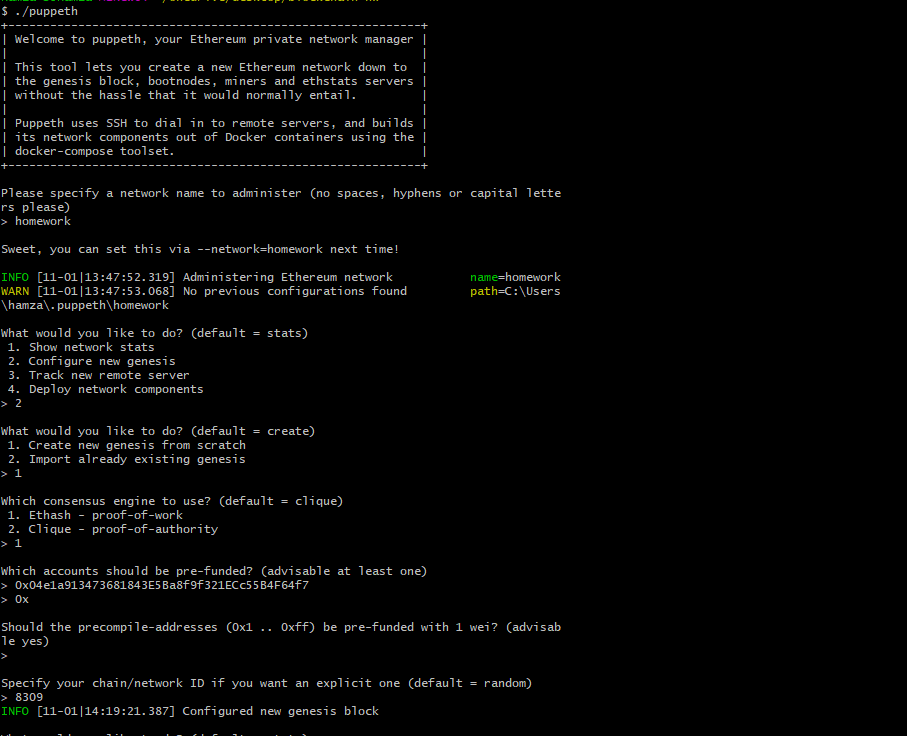 $ ./puppeth
+-----------------------------------------------------------+
| Welcome to puppeth, your Ethereum private network manager |
| |
| This tool lets you create a new Ethereum network down to |
| the genesis block, bootnodes, miners and ethstats servers |
| without the hassle that it would normally entail. |
| |
| Puppeth uses SSH to dial in to remote servers, and builds |
| its network components out of Docker containers using the |
| docker-compose toolset. |
+-----------------------------------------------------------+
Please specify a network name to administer (no spaces, hyphens or capital lette
rs please)
> homework
Sweet, you can set this via --network=homework next time!
INFO [11-01|13:47:52.319] Administering Ethereum network name=homework
WARN [11-01|13:47:53.068] No previous configurations found path=C:\Users
\hamza\.puppeth\homework
What would you like to do? (default = stats)
1. Show network stats
2. Configure new genesis
3. Track new remote server
4. Deploy network components
> 2
What would you like to do? (default = create)
1. Create new genesis from scratch
2. Import already existing genesis
> 1
Which consensus engine to use? (default = clique)
1. Ethash - proof-of-work
2. Clique - proof-of-authority
> 1
Which accounts should be pre-funded? (advisable at least one)
> 0x04e1a913473681843E5Ba8f9f321ECc55B4F64f7
> 0x
Should the precompile-addresses (0x1 .. 0xff) be pre-funded with 1 wei? (advisab
le yes)
>
Specify your chain/network ID if you want an explicit one (default = random)
> 8309
INFO [11-01|14:19:21.387] Configured new genesis block